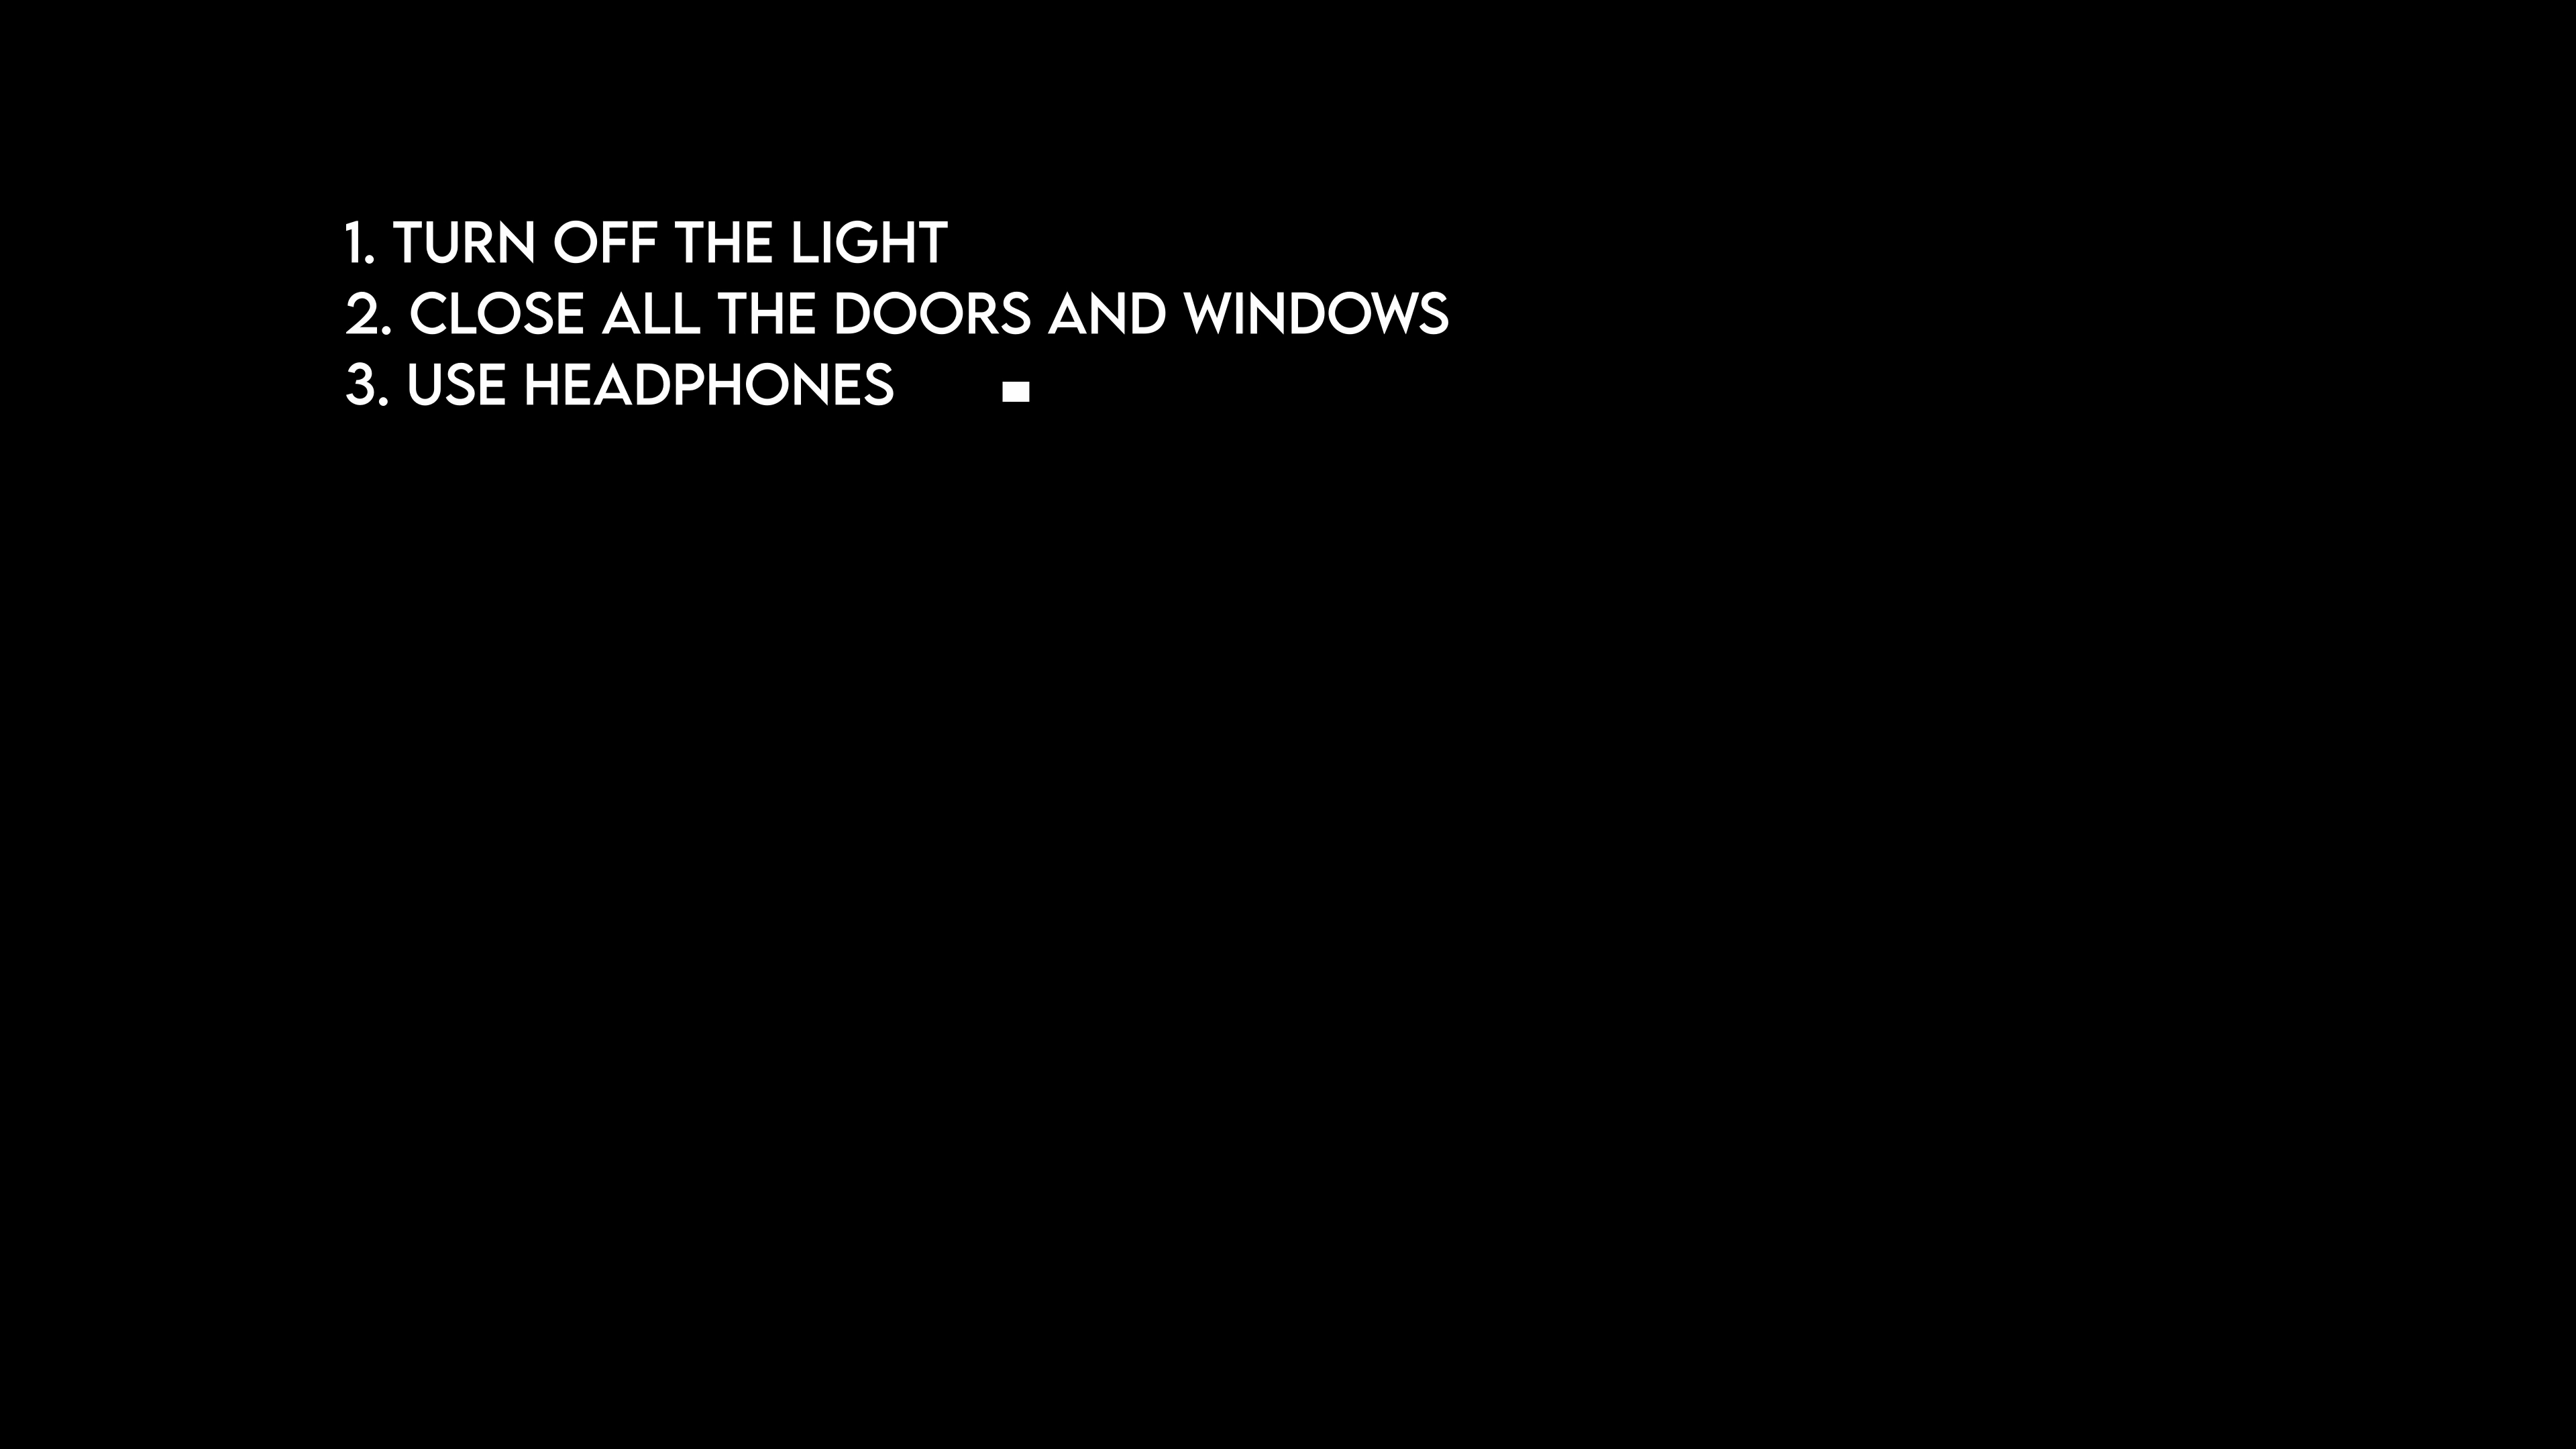 1. TURN OFF THE LIGHT
2. CLOSE ALL THE DOORS AND WINDOWS
3. USE HEADPHONES